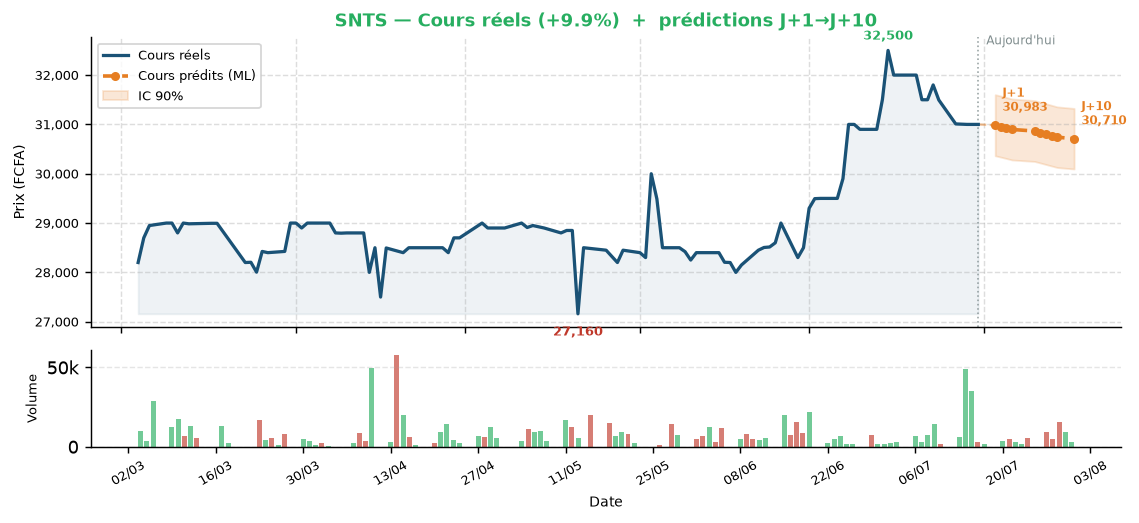 SNTS — Cours réels (+9.9%)  +  prédictions J+1→J+10
32,500
Aujourd'hui
Cours réels
Cours prédits (ML)
IC 90%
J+1
30,983
J+10
30,710
Prix (FCFA)
32,000
31,000
30,000
29,000
28,000
27,000
27,160
Volume
50k
0
02/03
16/03
30/03
13/04
27/04
11/05
25/05
08/06
22/06
06/07
20/07
03/08
Date